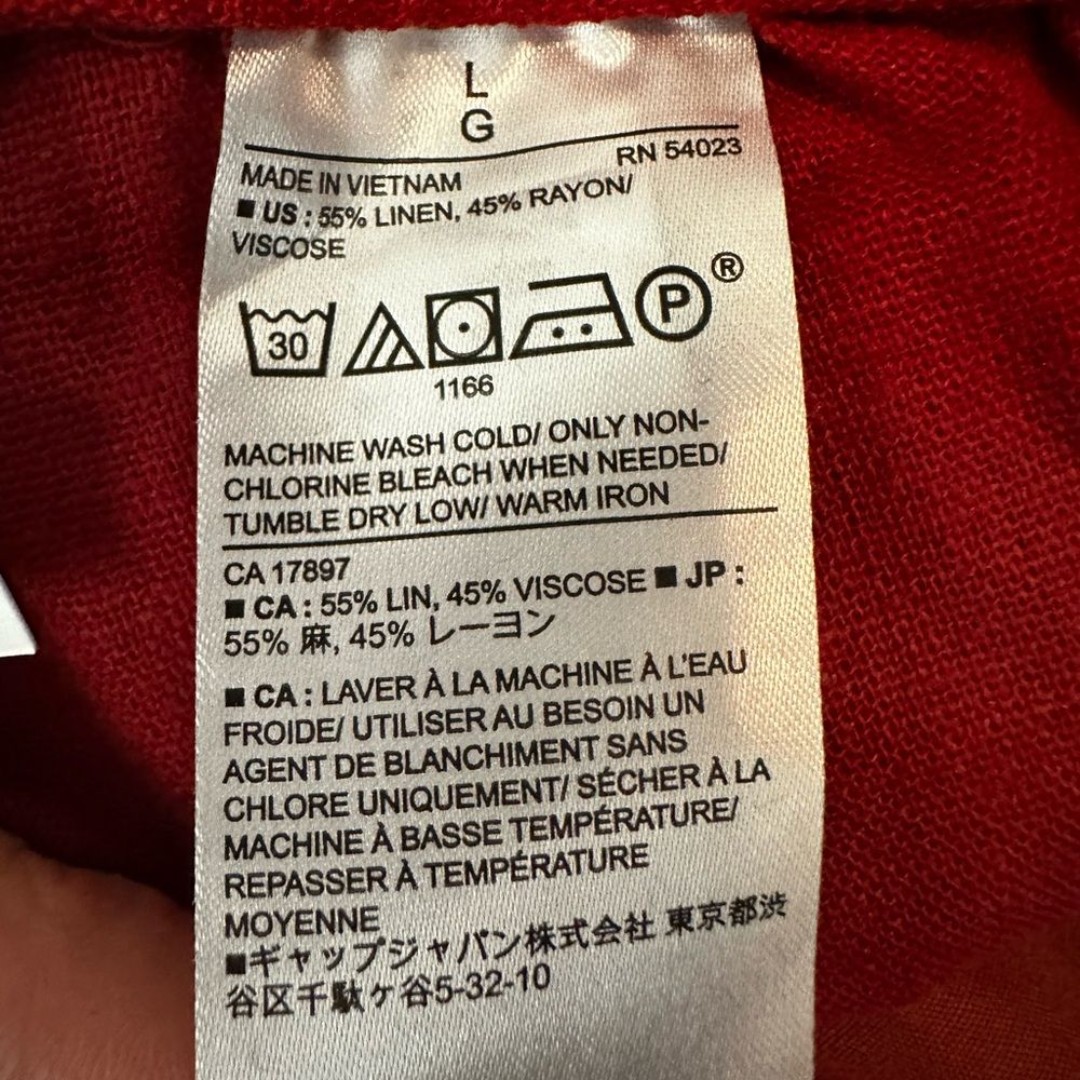 L
G
RN 54023
MADE IN VIETNAM
■ US : 55% LINEN, 45% RAYON/
VISCOSE
30 P ®
1166
MACHINE WASH COLD/ ONLY NON-
CHLORINE BLEACH WHEN NEEDED/
TUMBLE DRY LOW/ WARM IRON
CA 17897
■ CA : 55% LIN, 45% VISCOSE ■ JP :
55% 麻, 45% レーヨン
■ CA : LAVER À LA MACHINE À L'EAU
FROIDE/ UTILISER AU BESOIN UN
AGENT DE BLANCHIMENT SANS
CHLORE UNIQUEMENT/ SÉCHER À LA
MACHINE À BASSE TEMPÉRATURE/
REPASSER À TEMPÉRATURE
MOYENNE
■ギャップジャパン株式会社 東京都渋
谷区千駄ヶ谷5-32-10